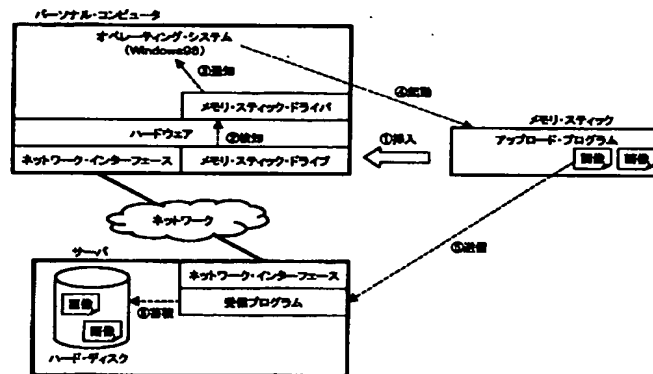 パーソナル・コンピュータ
オペレーティング・システム
(Windows98)
③通知
④起動
メモリ・スティック・ドライバ
ハードウェア
②検知
ネットワーク・インターフェース
メモリ・スティック・ドライブ
①挿入
メモリ・スティック
アップロード・プログラム
画像
画像
ネットワーク
⑤送信
サーバ
ネットワーク・インターフェース
受信プログラム
⑥蓄積
画像
画像
ハード・ディスク